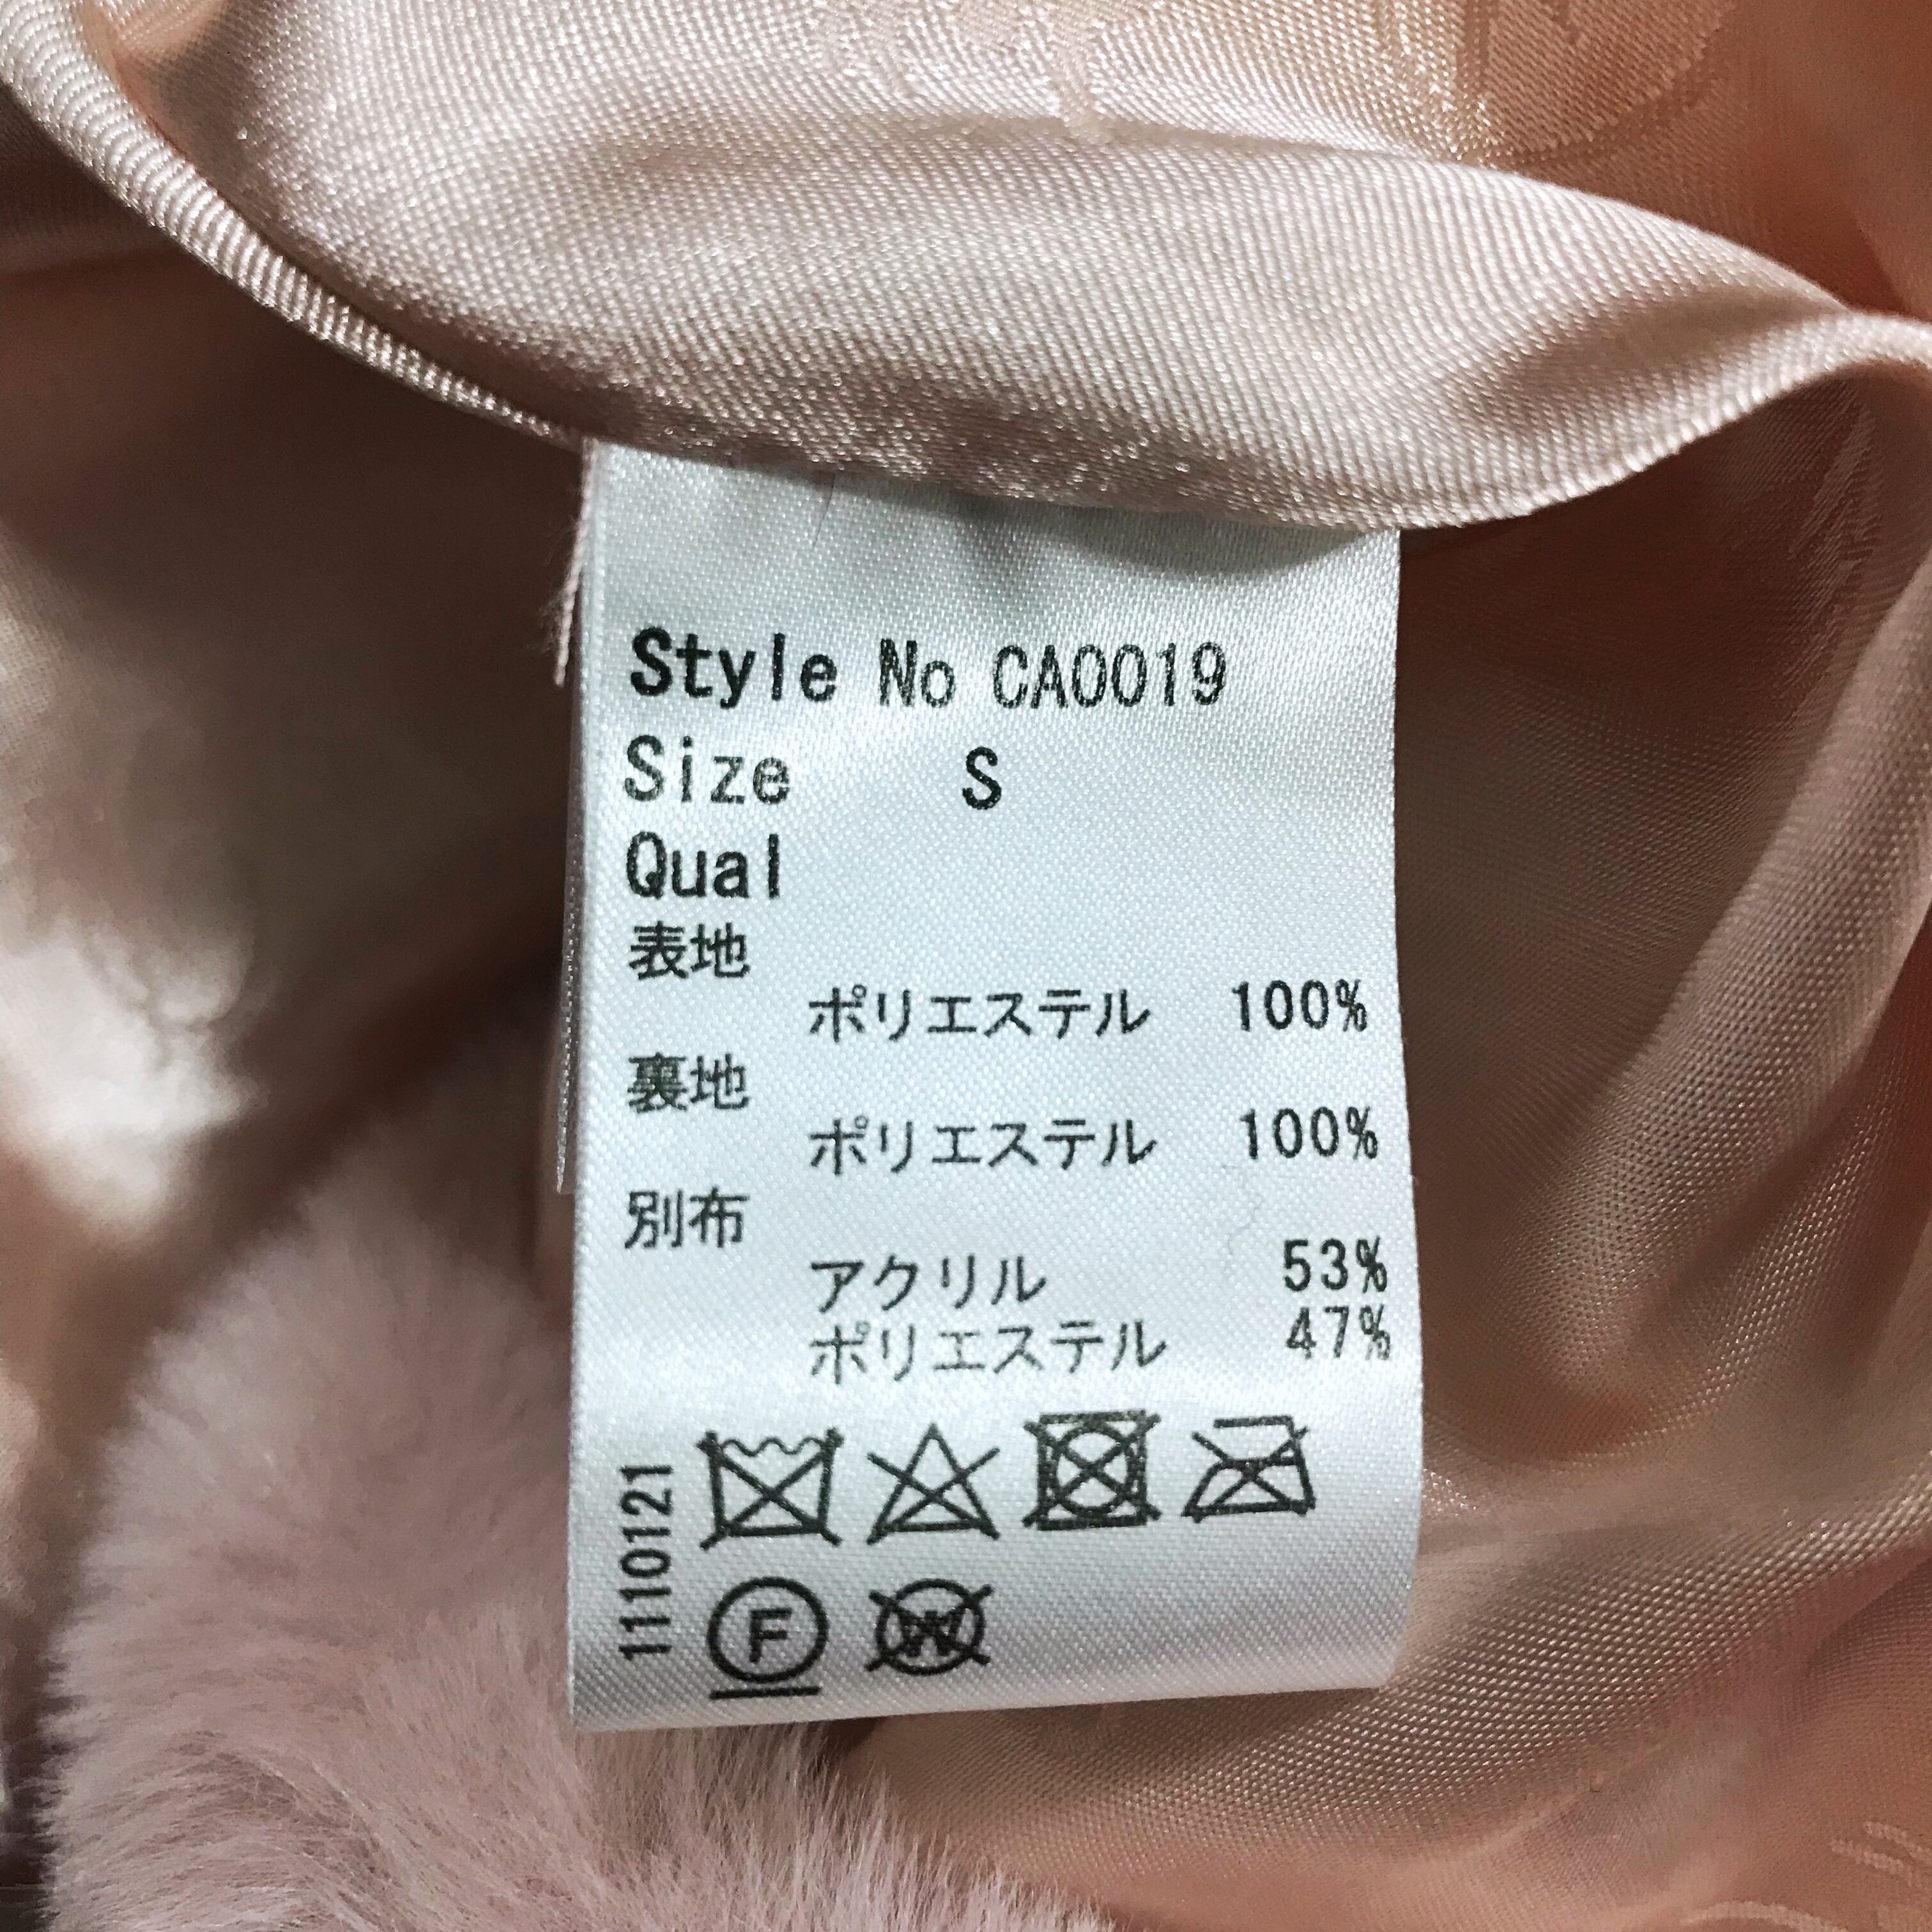 Style No CA0019
Size S
Qual
表地
ポリエステル 100%
裏地
ポリエステル 100%
別布
アクリル 53%
ポリエステル 47%
1110121
F W